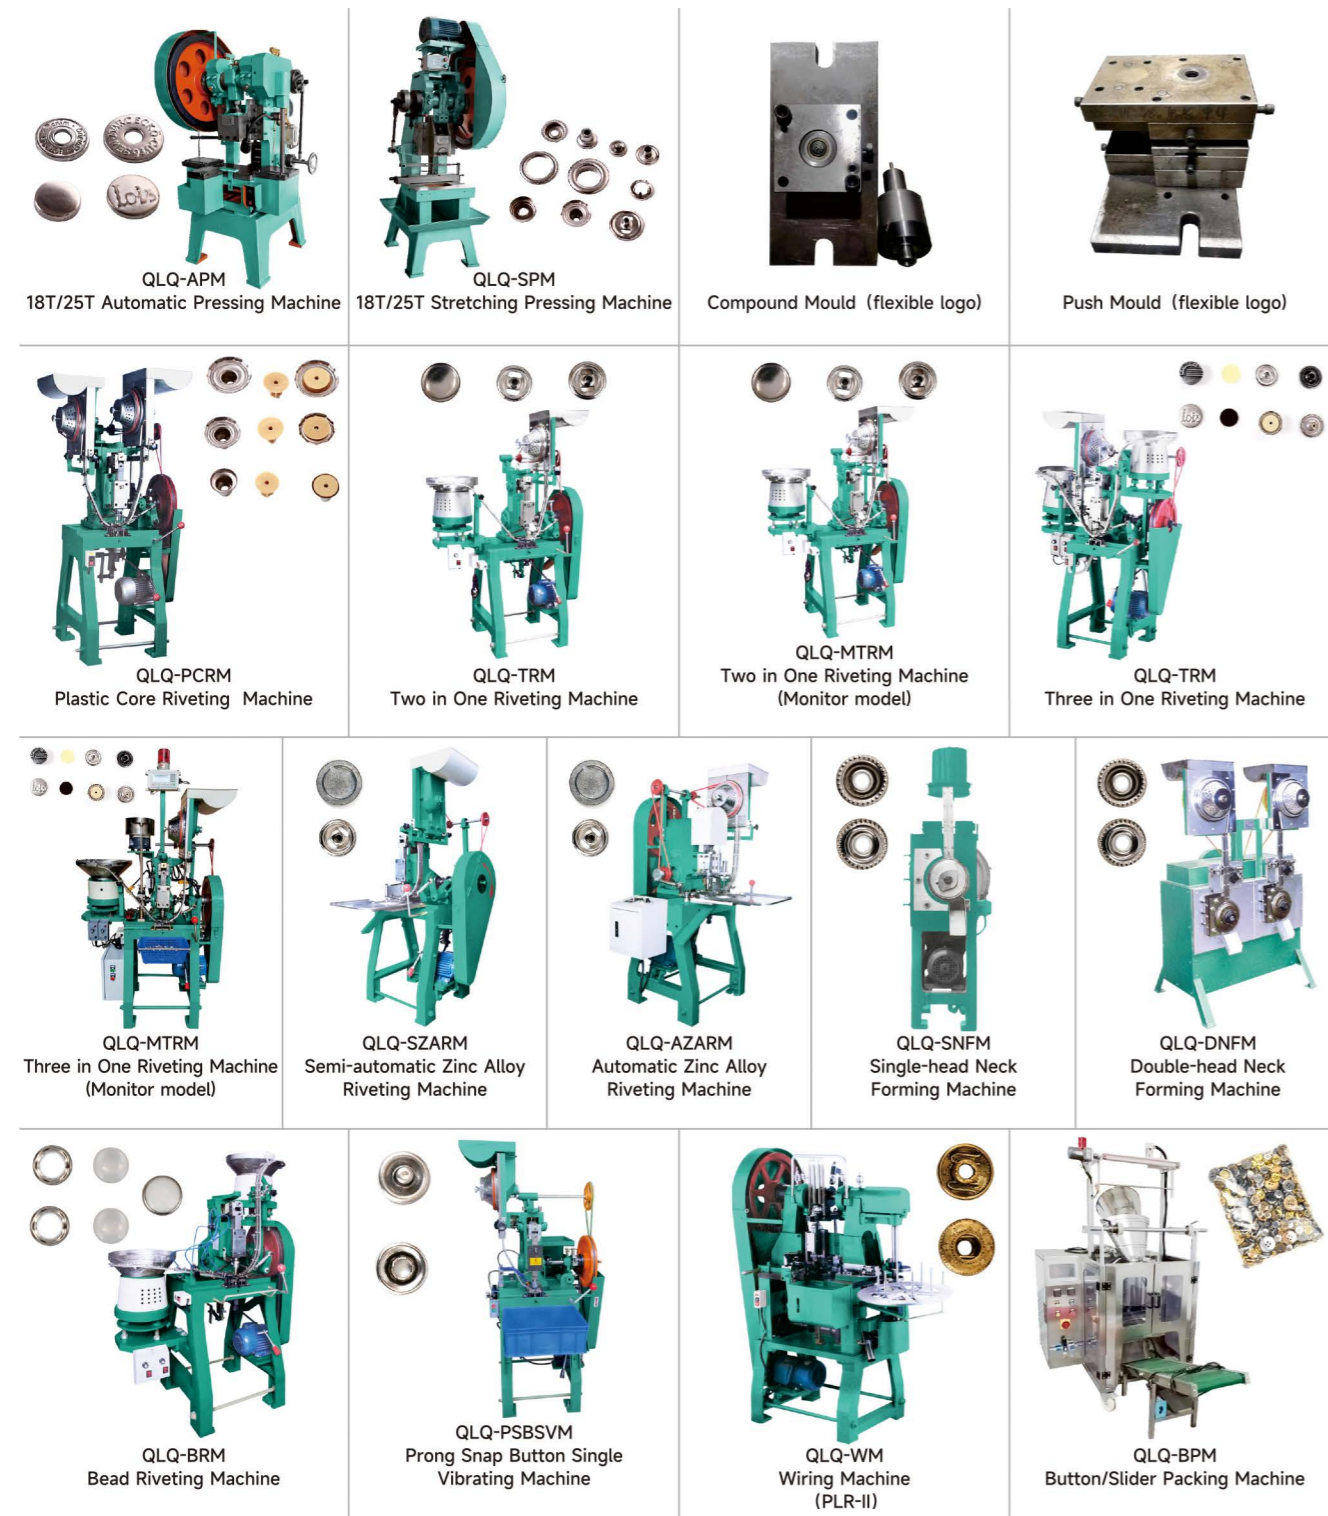 Lois
QLQ-APM
18T/25T Automatic Pressing Machine
QLQ-SPM
18T/25T Stretching Pressing Machine
Compound Mould (flexible logo)
Push Mould (flexible logo)
QLQ-PCRM
Plastic Core Riveting Machine
QLQ-TRM
Two in One Riveting Machine
QLQ-MTRM
Two in One Riveting Machine
(Monitor model)
QLQ-TRM
Three in One Riveting Machine
QLQ-MTRM
Three in One Riveting Machine
(Monitor model)
QLQ-SZARM
Semi-automatic Zinc Alloy
Riveting Machine
QLQ-AZARM
Automatic Zinc Alloy
Riveting Machine
QLQ-SNFM
Single-head Neck
Forming Machine
QLQ-DNFM
Double-head Neck
Forming Machine
QLQ-BRM
Bead Riveting Machine
QLQ-PSBSVM
Prong Snap Button Single
Vibrating Machine
QLQ-WM
Wiring Machine
(PLR-II)
QLQ-BPM
Button/Slider Packing Machine